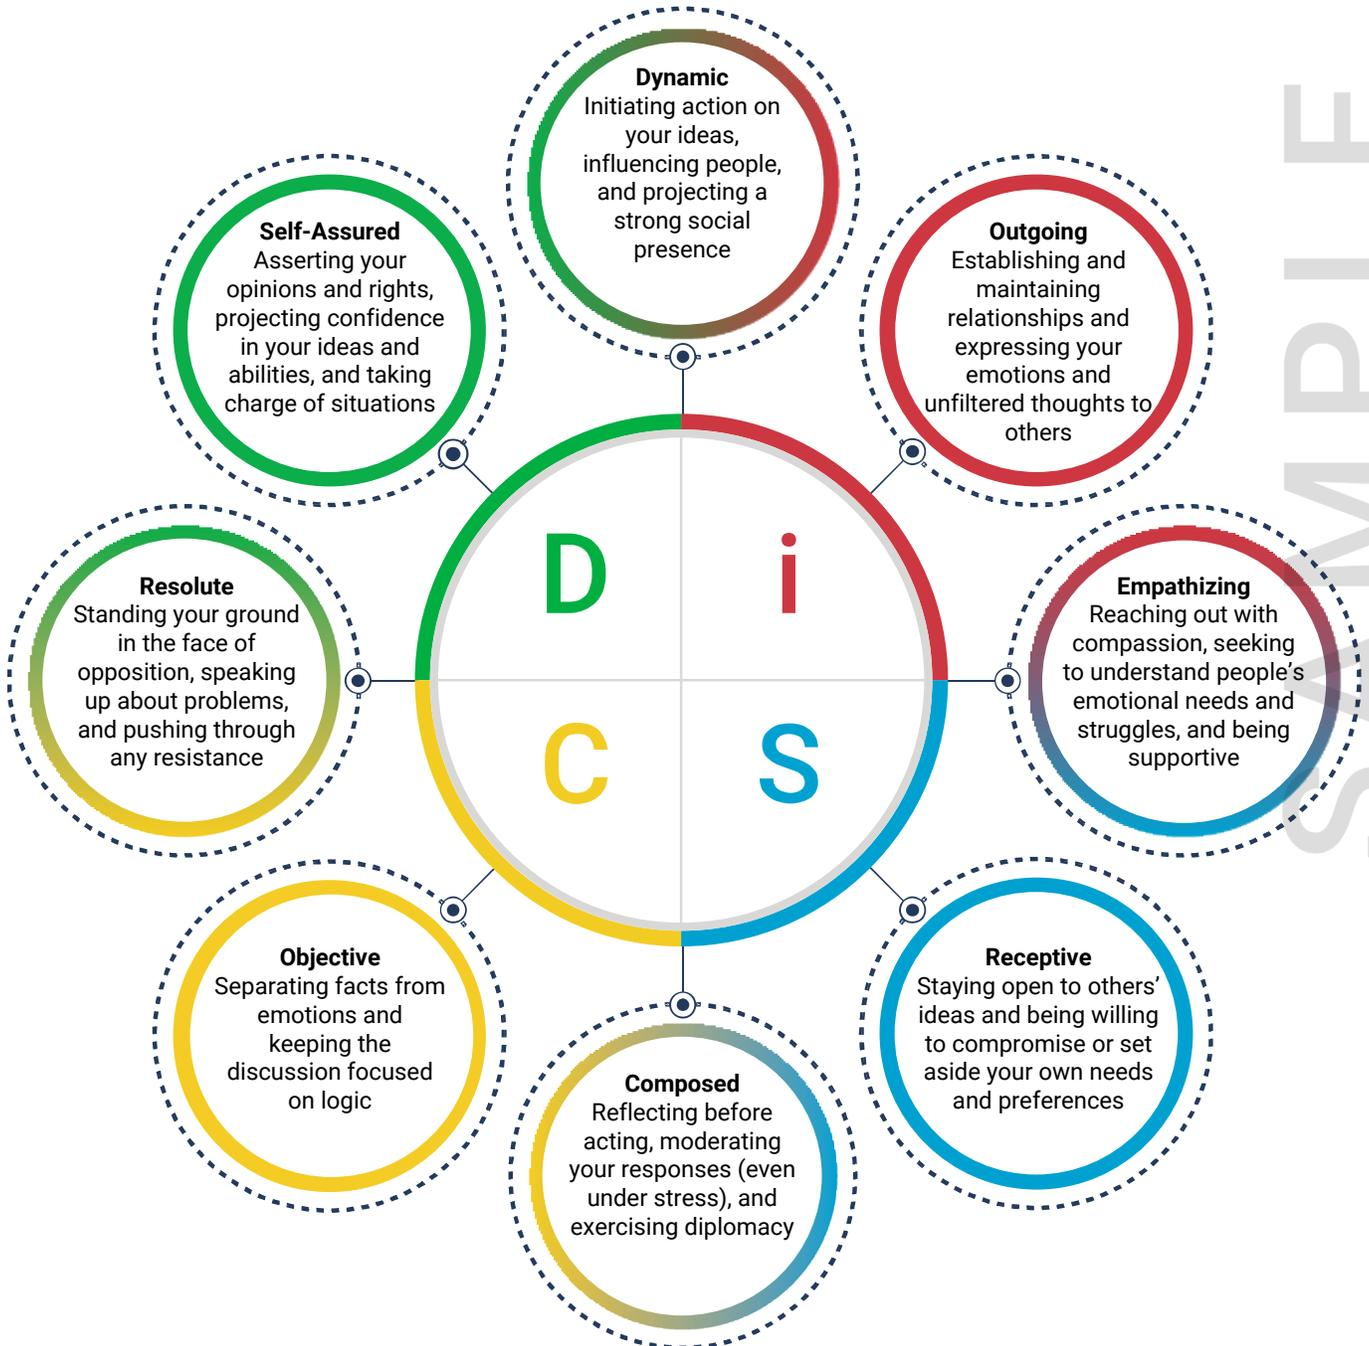 Dynamic
Initiating action on
your ideas,
influencing people,
and projecting a
strong social
presence
Self-Assured
Asserting your
opinions and rights,
projecting confidence
in your ideas and
abilities, and taking
charge of situations
Outgoing
Establishing and
maintaining
relationships and
expressing your
emotions and
unfiltered thoughts to
others
D
i
Resolute
Standing your ground
in the face of
opposition, speaking
up about problems,
and pushing through
any resistance
Empathizing
Reaching out with
compassion, seeking
to understand people's
emotional needs and
struggles, and being
supportive
C
S
Objective
Separating facts from
emotions and
keeping the
discussion focused
on logic
Receptive
Staying open to others'
ideas and being willing
to compromise or set
aside your own needs
and preferences
Composed
Reflecting before
acting, moderating
your responses (even
under stress), and
exercising diplomacy
SAMPLE